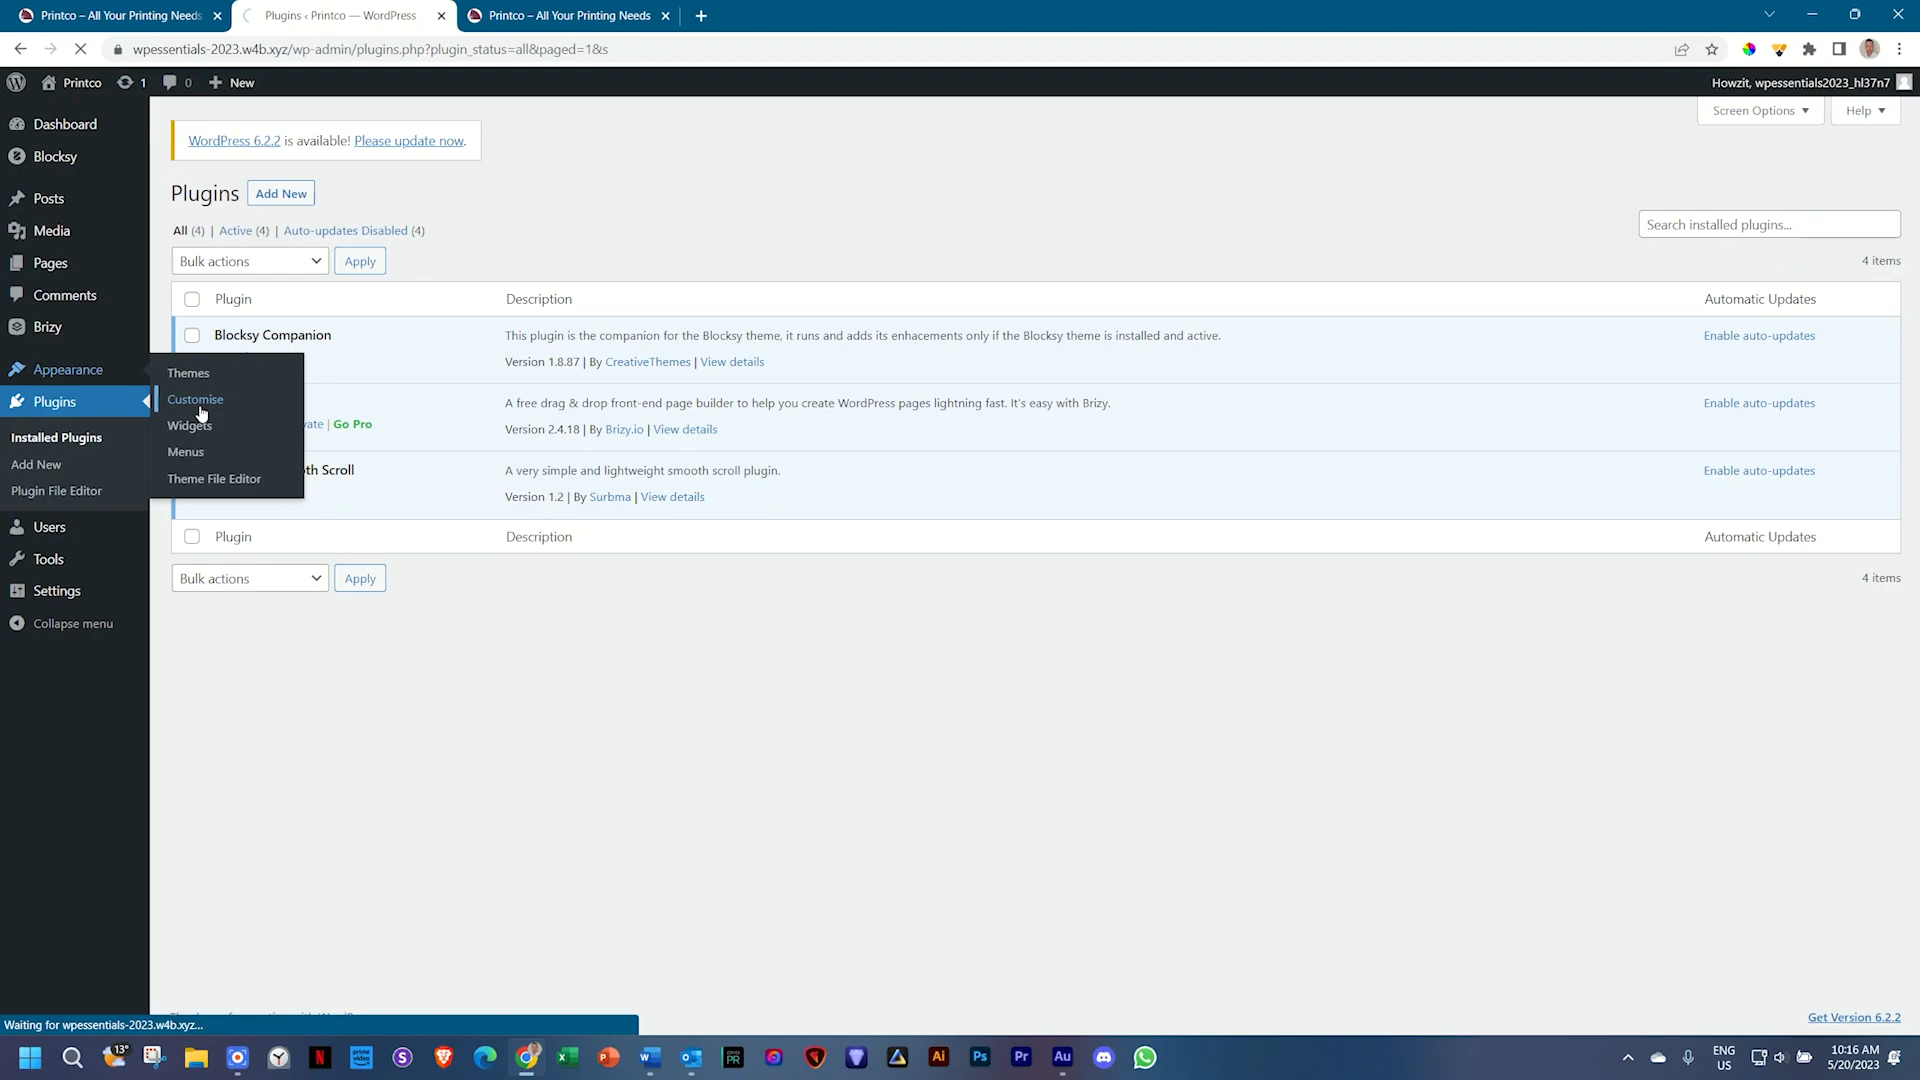 Printco – All Your Printing Needs
Plugins ‹ Printco — WordPress
Printco – All Your Printing Needs
wpessentials-2023.w4b.xyz/wp-admin/plugins.php?plugin_status=all&paged=1&s
Printco 1 0 New
Howzit, wpessentials2023_hl37n7
Screen Options
Help
Dashboard
Blocksy
Posts
Media
Pages
Comments
Brizy
Appearance
Plugins
Installed Plugins
Add New
Plugin File Editor
Users
Tools
Settings
Collapse menu
Themes
Customise
Widgets
Menus
Theme File Editor
WordPress 6.2.2 is available! Please update now.
Plugins Add New
All (4) | Active (4) | Auto-updates Disabled (4)
Search installed plugins...
Bulk actions Apply
4 items
Plugin Description Automatic Updates
Blocksy Companion
This plugin is the companion for the Blocksy theme, it runs and adds its enhacements only if the Blocksy theme is installed and active.
Enable auto-updates
Version 1.8.87 | By CreativeThemes | View details
A free drag & drop front-end page builder to help you create WordPress pages lightning fast. It's easy with Brizy.
Enable auto-updates
vate | Go Pro
Version 2.4.18 | By Brizy.io | View details
th Scroll
A very simple and lightweight smooth scroll plugin.
Enable auto-updates
Version 1.2 | By Surbma | View details
Plugin Description Automatic Updates
Bulk actions Apply
4 items
Get Version 6.2.2
Waiting for wpessentials-2023.w4b.xyz...
13°
ENG
US
10:16 AM
5/20/2023